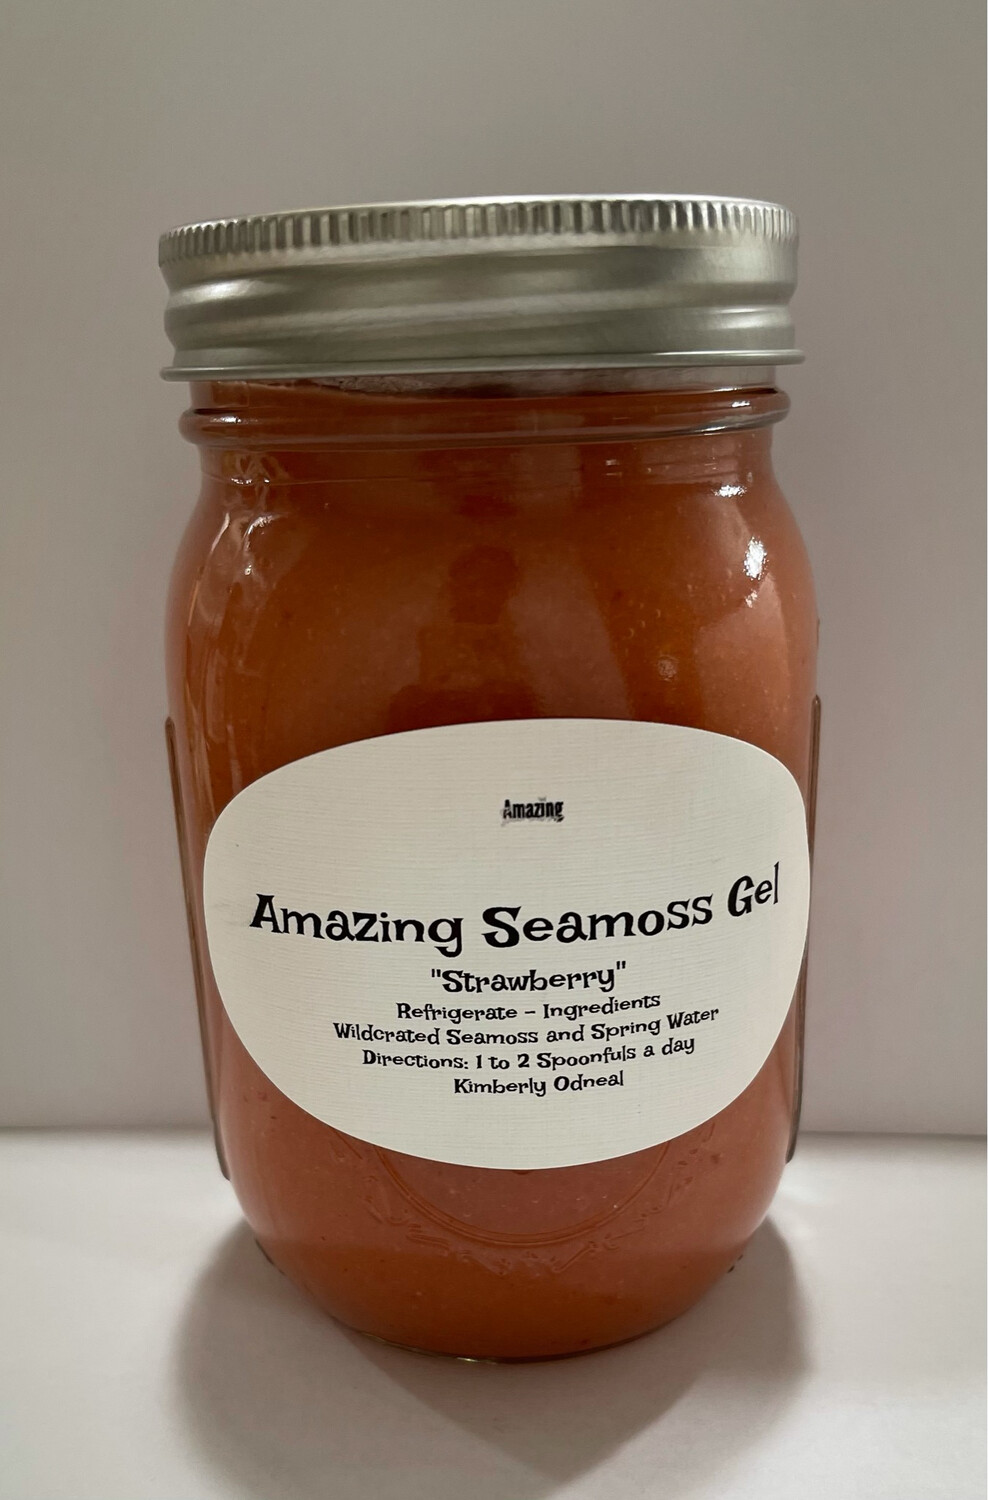 Amazing
Amazing Seamoss Gel
"Strawberry"
Refrigerate - Ingredients
Wildcrated Seamoss and Spring Water
Directions: 1 to 2 Spoonfuls a day
Kimberly Odneal